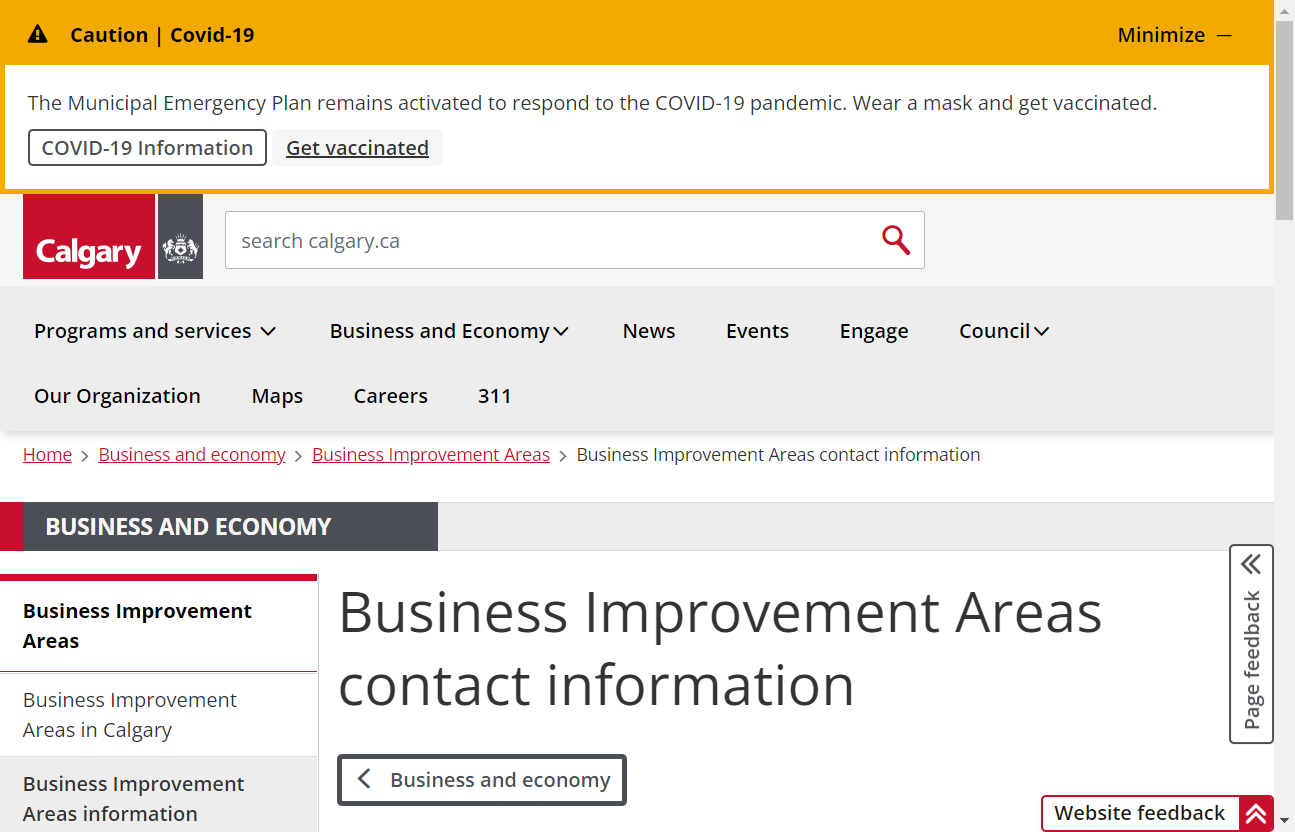 Caution | Covid-19
Minimize
The Municipal Emergency Plan remains activated to respond to the COVID-19 pandemic. Wear a mask and get vaccinated.
COVID-19 Information
Get vaccinated
Calgary
search calgary.ca
Programs and services
Business and Economy
News
Events
Engage
Council
Our Organization
Maps
Careers
311
Home > Business and economy > Business Improvement Areas > Business Improvement Areas contact information
BUSINESS AND ECONOMY
Business Improvement
Areas
Business Improvement
Areas in Calgary
Business Improvement
Areas information
Business Improvement Areas
contact information
Business and economy
Page feedback
Website feedback